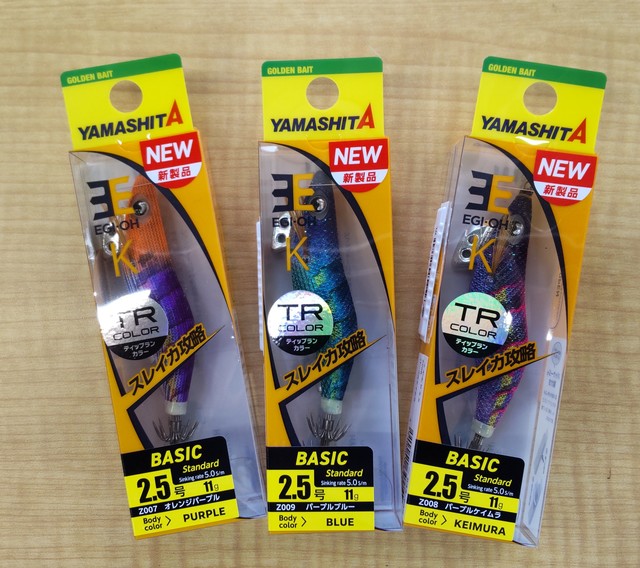 GOLDEN BAIT
YAMASHITA
NEW
新製品
EGI-OH
K
TR
COLOR
ティップラン
カラー
スレイカ攻略
BASIC
Standard
Sinking rate 5.0 s/m
2.5号 11g
Z007 オレンジパープル
Body color > PURPLE
GOLDEN BAIT
YAMASHITA
NEW
新製品
EGI-OH
K
TR
COLOR
ティップラン
カラー
スレイカ攻略
BASIC
Standard
Sinking rate 5.0 s/m
2.5号 11g
Z009 パープルブルー
Body color > BLUE
GOLDEN BAIT
YAMASHITA
NEW
新製品
EGI-OH
K
TR
COLOR
ティップラン
カラー
スレイカ攻略
BASIC
Standard
Sinking rate 5.0 s/m
2.5号 11g
Z008 パープルケイムラ
Body color > KEIMURA